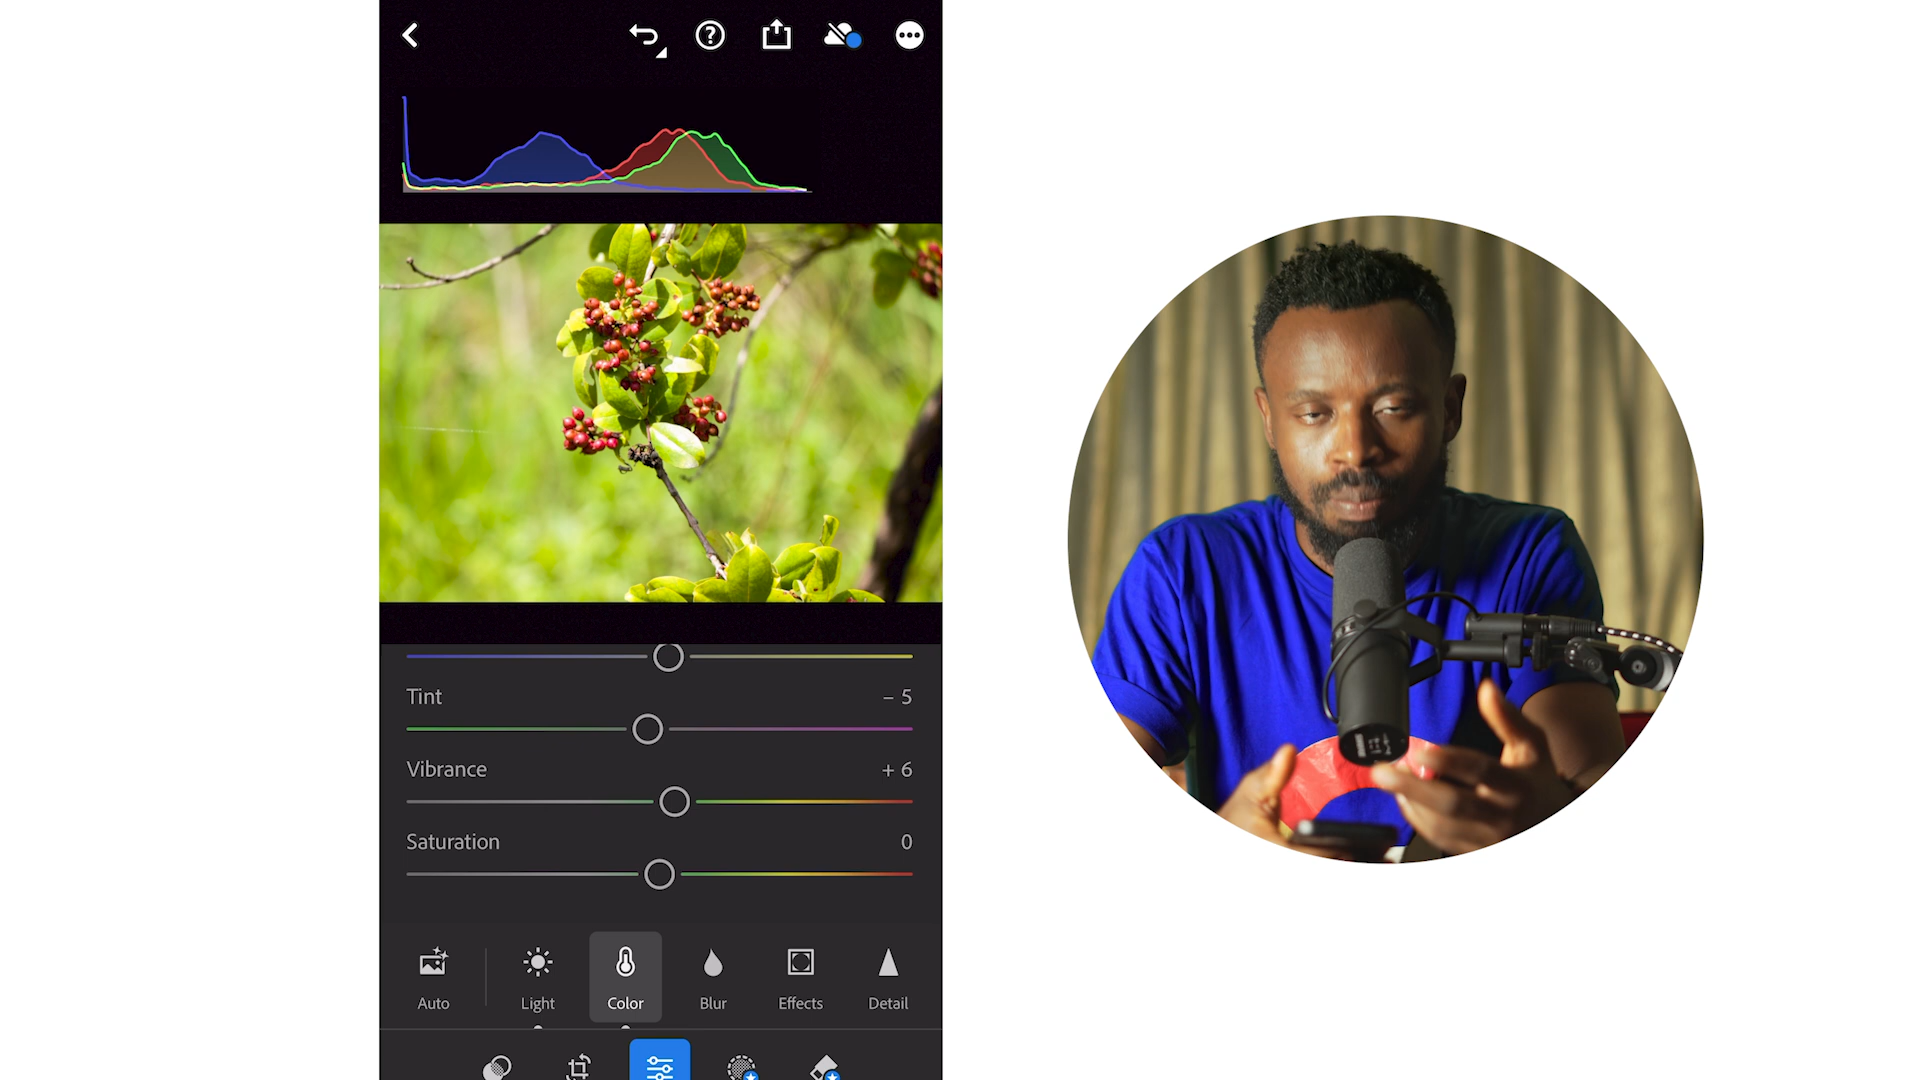 Tint – 5
Vibrance + 6
Saturation 0
Auto Light Color Blur Effects Detail